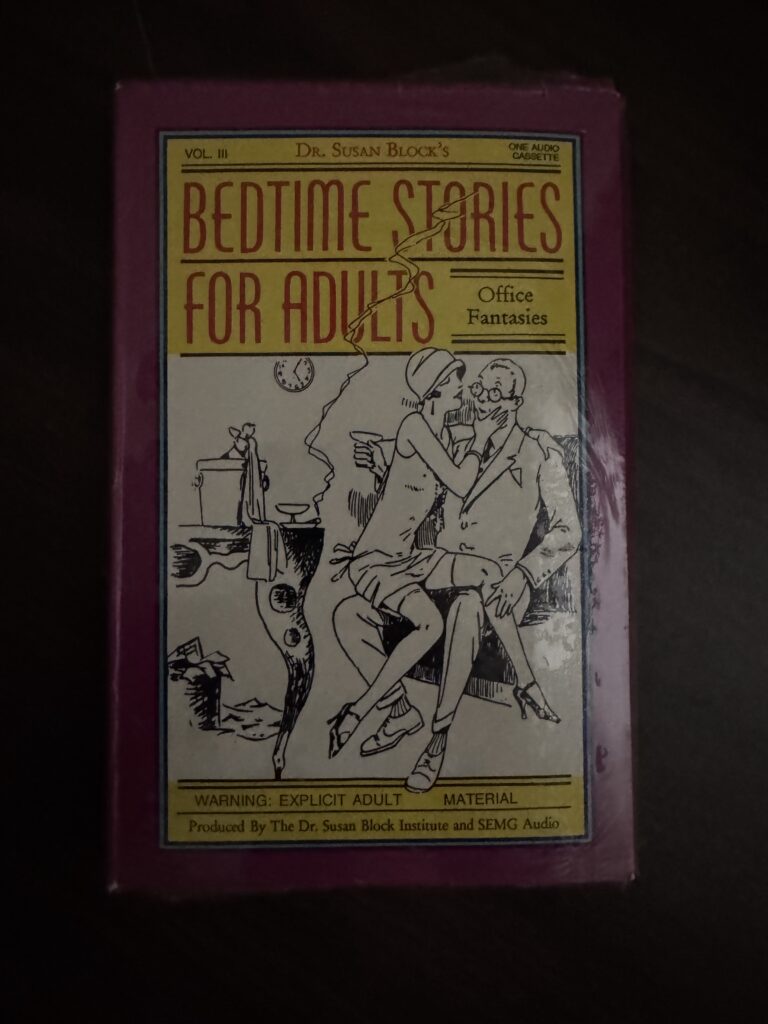 VOL. III
DR. SUSAN BLOCK'S
ONE AUDIO
CASSETTE
BEDTIME STORIES
FOR ADULTS
Office
Fantasies
WARNING: EXPLICIT ADULT MATERIAL
Produced By The Dr. Susan Block Institute and SEMG Audio